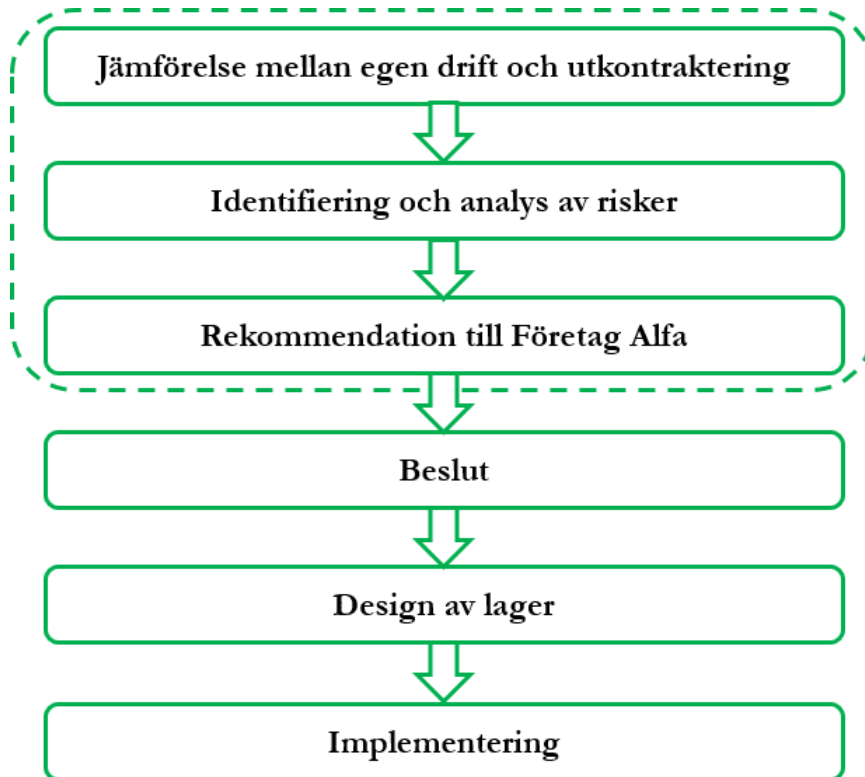 Jämförelse mellan egen drift och utkontraktering
Identifiering och analys av risker
Rekommendation till Företag Alfa
Beslut
Design av lager
Implementering